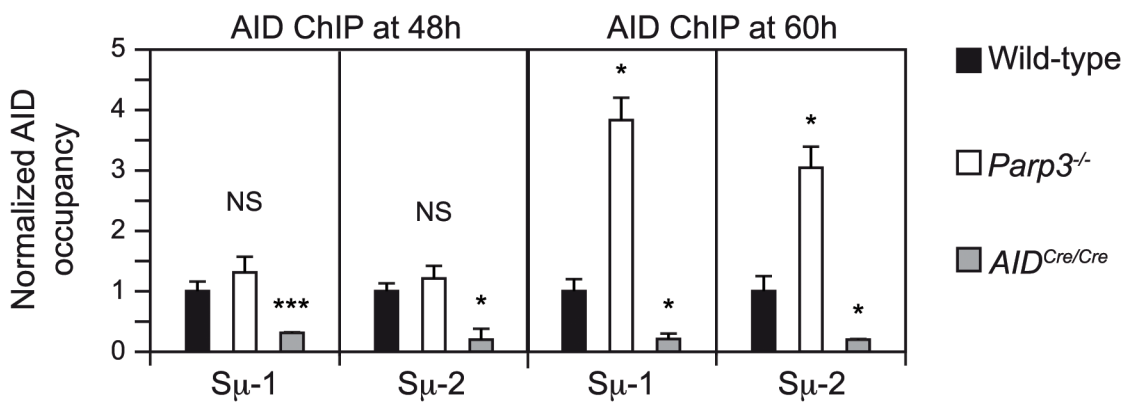 AID ChIP at 48h AID ChIP at 60h
Normalized AID
occupancy
5
4
3
2
1
0
NS
***
NS
*
*
*
*
*
Sμ-1 Sμ-2 Sμ-1 Sμ-2
Wild-type
Parp3-/-
AIDCre/Cre